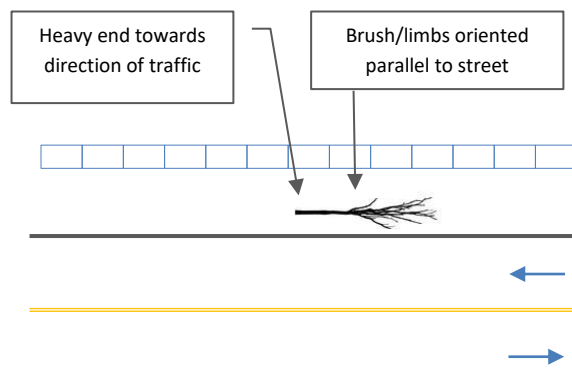 Heavy end towards
direction of traffic
Brush/limbs oriented
parallel to street